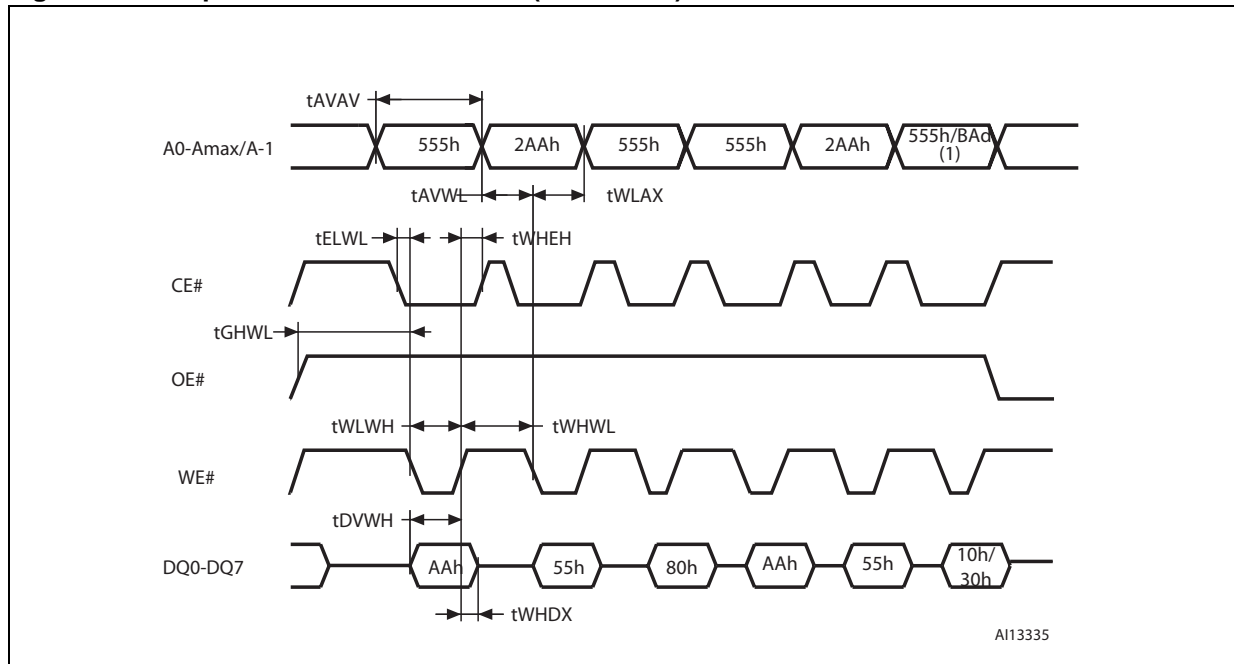 tAVAV
A0-Amax/A-1
555h
2AAh
555h
555h
2AAh
555h/BAd
(1)
tAVWL
tWLAX
tELWL
tWHEH
CE#
tGHWL
OE#
tWLWH
tWHWL
WE#
tDVWH
DQ0-DQ7
AAh
55h
80h
AAh
55h
10h/
30h
tWHDX
AI13335